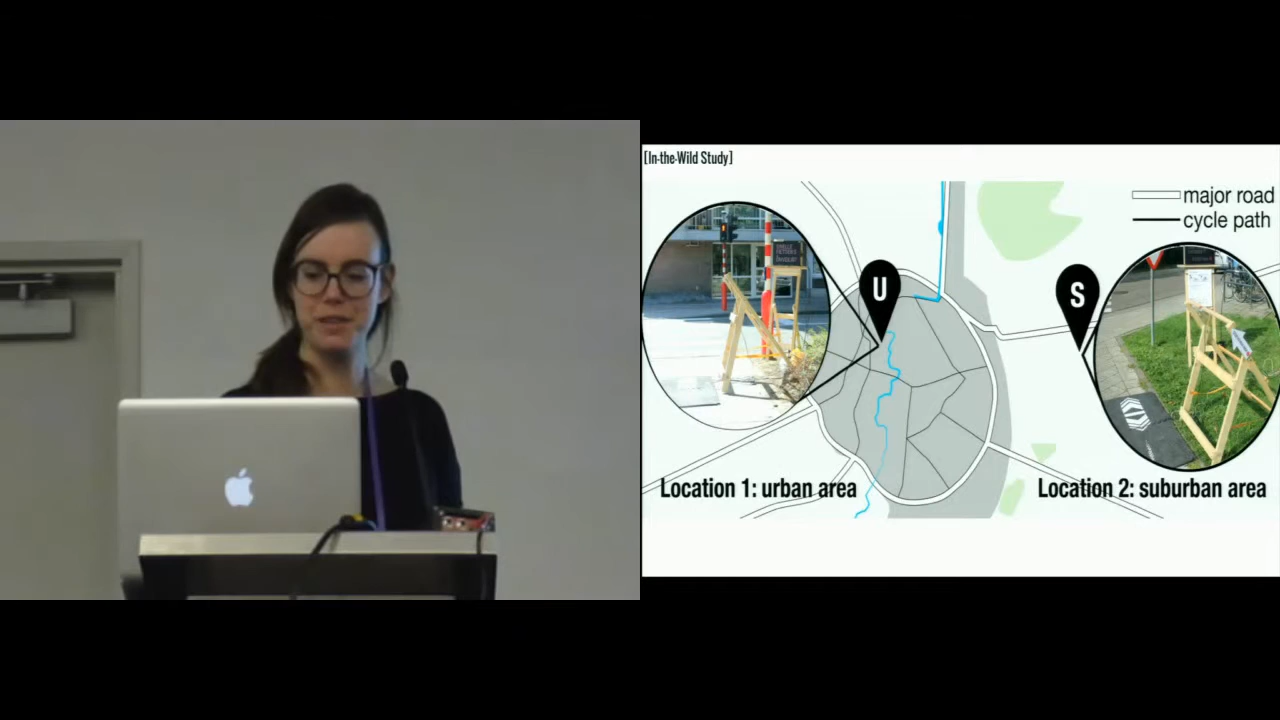 [In-the-Wild Study]
major road
cycle path
U
S
Location 1: urban area
Location 2: suburban area